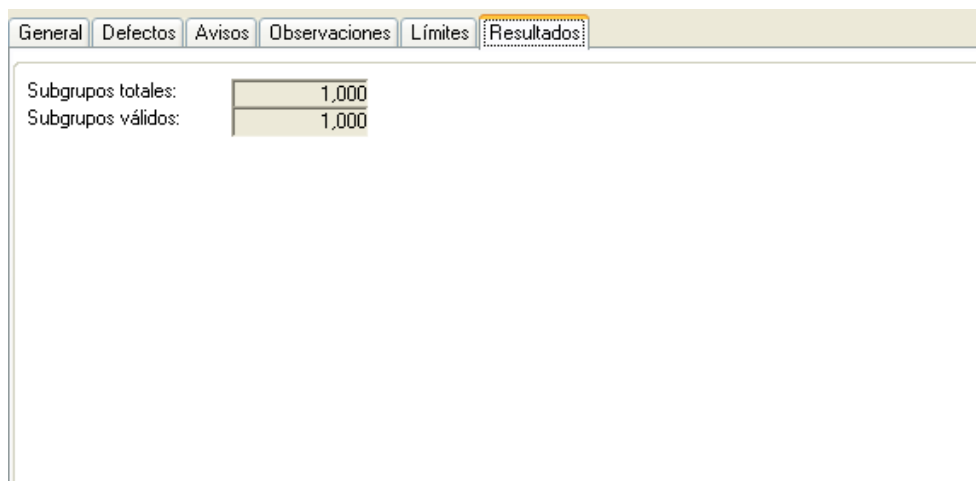 General Defectos Avisos Observaciones Límites Resultados
Subgrupos totales: 1,000
Subgrupos válidos: 1,000